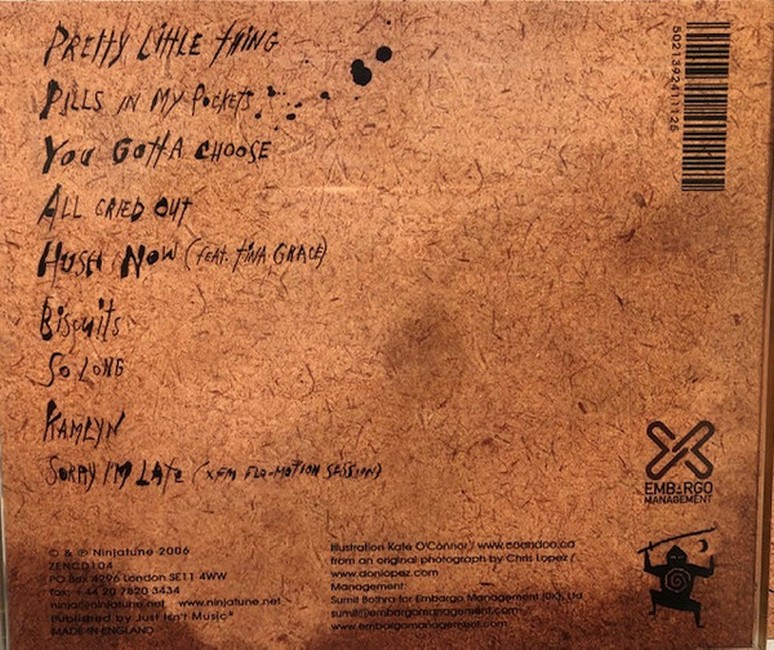 PRETTY LITTLE THING
PILLS IN MY POCKETS
YOU GOTTA CHOOSE
ALL CRIED OUT
HUSH NOW (FEAT. TINA GRACE)
BISCUITS
SO LONG
KAMLYN
SORRY I'M LATE (XFM FLO-MOTION SESSION)
5021392411125
EMBARGO
MANAGEMENT
© & ℗ Ninjatune 2006
ZENCD104
PO Box 4296 London SE11 4WW
fax: +44 20 7820 3434
ninja@ninjatune.net www.ninjatune.net
Published by Just Isn't Music*
MADE IN ENGLAND
Illustration Kate O'Connor / www.coandco.ca
from an original photograph by Chris Lopez /
www.donlopez.com
Management:
Sumit Bothra for Embargo Management (UK), Ltd
sumit@embargomanagement.com
www.embargomanagement.com